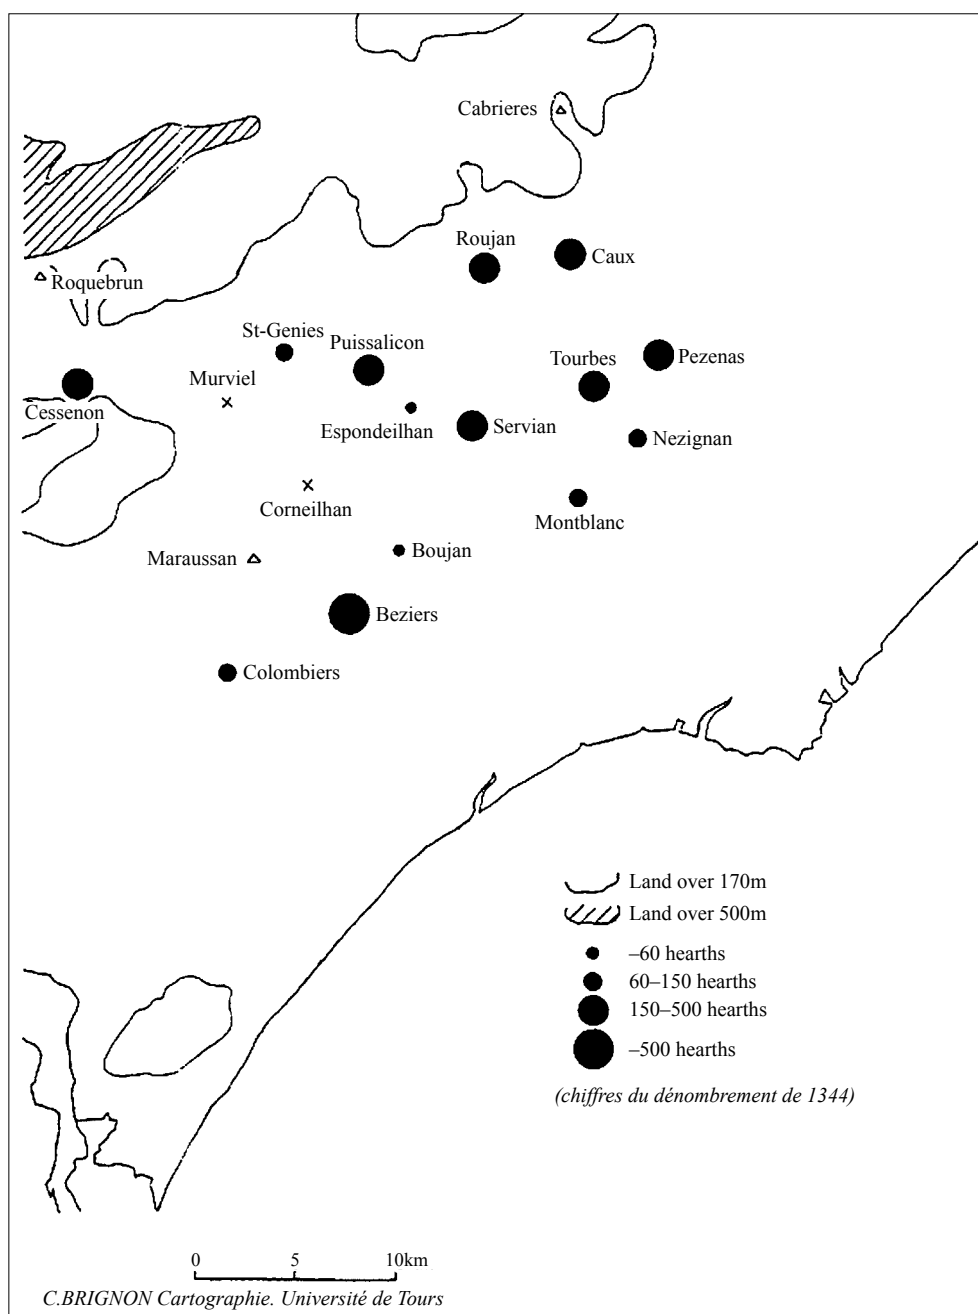 Cabrieres
Roujan
Caux
Roquebrun
St-Genies
Puissalicon
Tourbes
Pezenas
Murviel
Cessenon
Espondeilhan
Servian
Nezignan
Corneilhan
Montblanc
Maraussan
Boujan
Beziers
Colombiers
Land over 170m
Land over 500m
–60 hearths
60–150 hearths
150–500 hearths
–500 hearths
(chiffres du dénombrement de 1344)
0 5 10km
C.BRIGNON Cartographie. Université de Tours